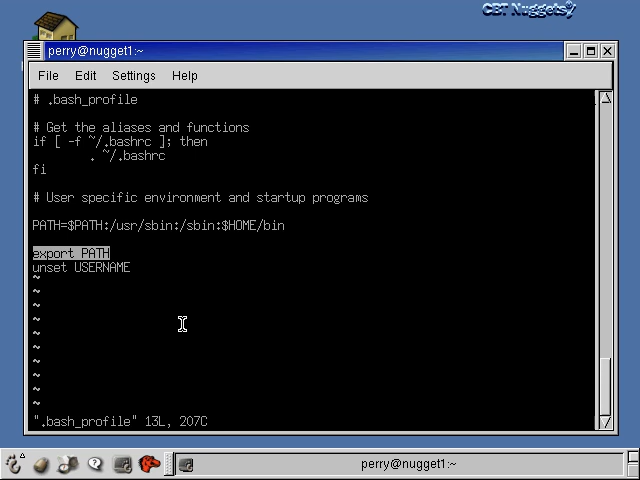 CBT Nuggets
perry@nugget1:~
File Edit Settings Help
# .bash_profile
# Get the aliases and functions
if [ -f ~/.bashrc ]; then
. ~/.bashrc
fi
# User specific environment and startup programs
PATH=$PATH:/usr/sbin:/sbin:$HOME/bin
export PATH
unset USERNAME
~
~
~
~
~
~
~
~
~
~
".bash_profile" 13L, 207C
perry@nugget1:~